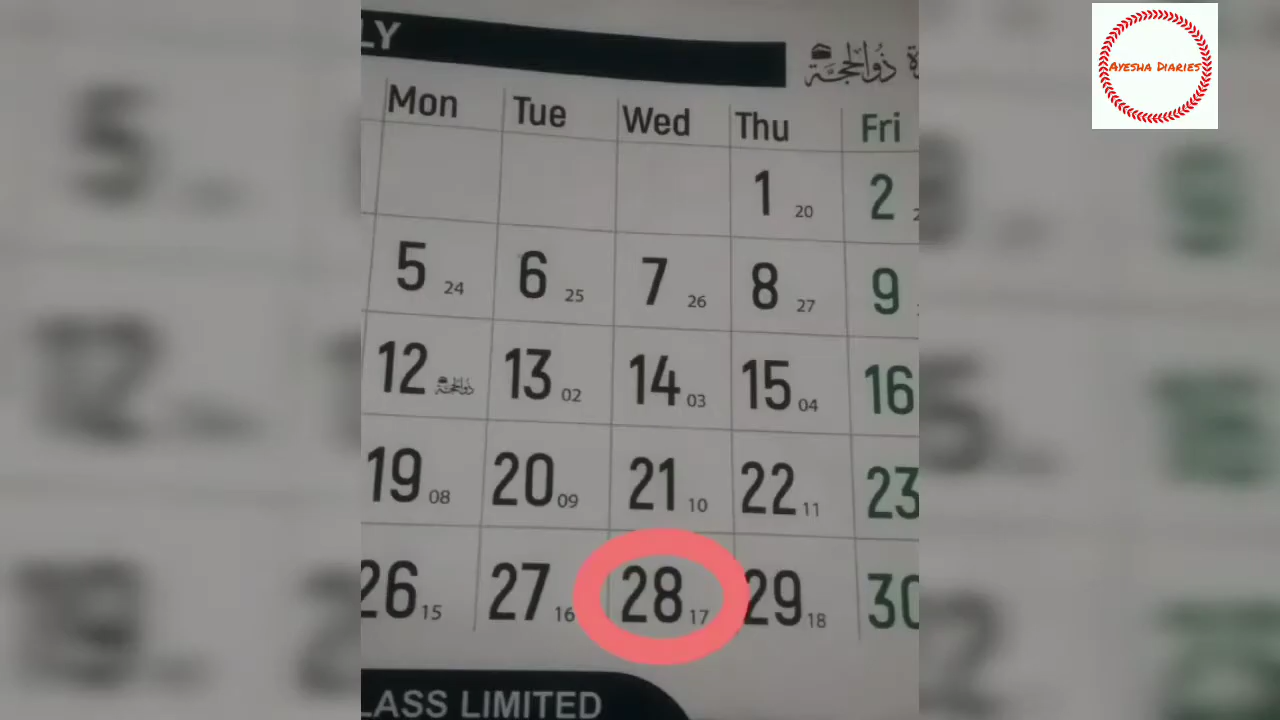 LY
ذُوالحِجَّة
AYESHA DIARIES
Mon Tue Wed Thu Fri
1 20 2
5 24 6 25 7 26 8 27 9
12 ذوالحجة 13 02 14 03 15 04 16
19 08 20 09 21 10 22 11 23
26 15 27 16 28 17 29 18 30
LASS LIMITED